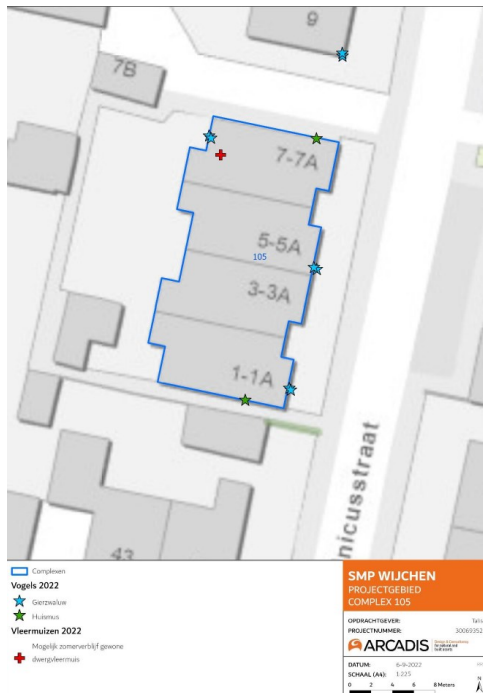 9
7B
7-7A
5-5A
105
3-3A
1-1A
nicusstraat
43
Complexen
Vogels 2022
Gierzwaluw
Huismus
Vleermuizen 2022
Mogelijk zomerverblijf gewone
dwergvleermuis
SMP WIJCHEN
PROJECTGEBIED
COMPLEX 105
OPDRACHTGEVER: Talis
PROJECTNUMMER: 30069352
ARCADIS
DATUM: 6-9-2022
SCHAAL (A4): 1:225
0 2 4 6 8 Meters
N